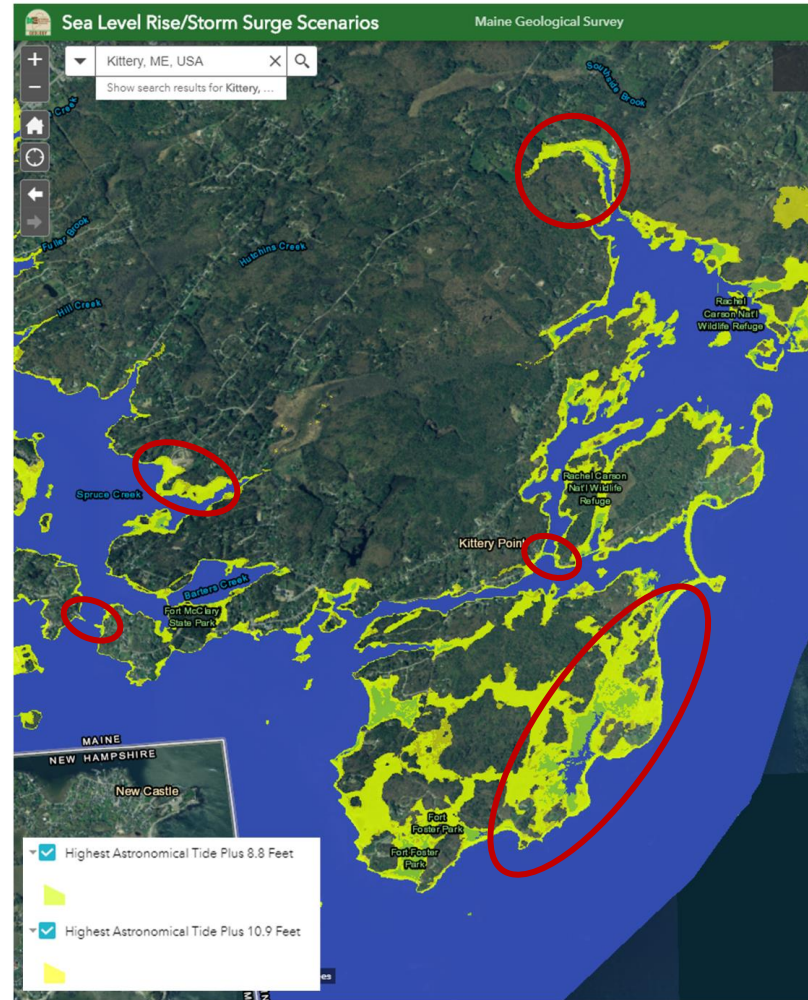 Sea Level Rise/Storm Surge Scenarios
Maine Geological Survey
+
Kittery, ME, USA
Show search results for Kittery, ...
−
Creek
Southside Brook
Fuller Brook
Hutchins Creek
Hill Creek
Rachel
Carson Nat'l
Wildlife Refuge
Spruce Creek
Rachel Carson
Nat'l Wildlife
Refuge
Kittery Point
Barters Creek
Fort McClary
State Park
MAINE
NEW HAMPSHIRE
New Castle
Fort
Foster Park
Fort Foster
Park
Highest Astronomical Tide Plus 8.8 Feet
Highest Astronomical Tide Plus 10.9 Feet